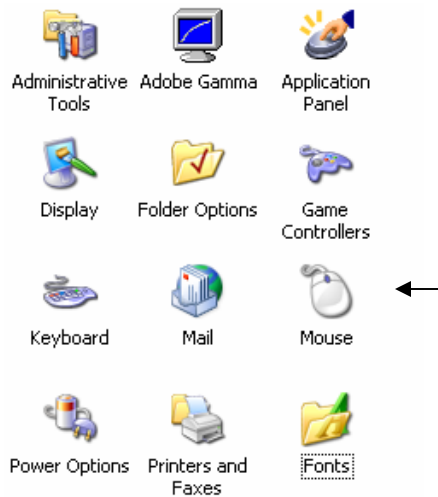 Administrative Adobe Gamma Application
Tools Panel
Display Folder Options Game
Controllers
Keyboard Mail Mouse
Power Options Printers and Fonts
Faxes